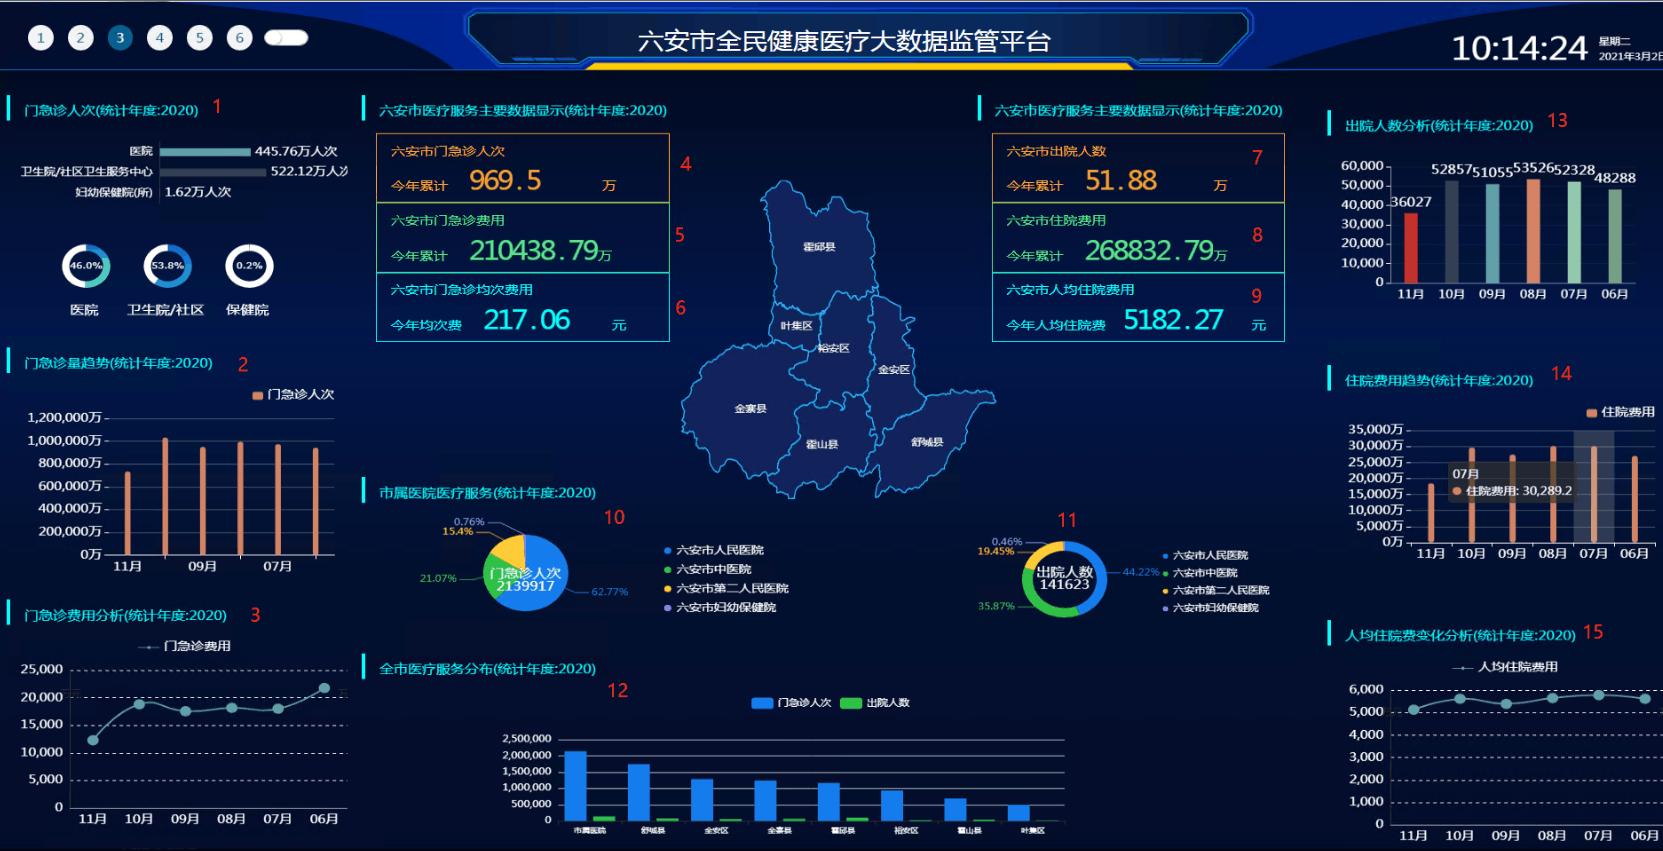 1 2 3 4 5 6
六安市全民健康医疗大数据监管平台
10:14:24
星期二
2021年3月2日
门急诊人次(统计年度:2020) 1
医院 445.76万人次
卫生院/社区卫生服务中心 522.12万人次
妇幼保健院(所) 1.62万人次
46.0% 53.8% 0.2%
医院 卫生院/社区 保健院
门急诊量趋势(统计年度:2020) 2
门急诊人次
1,200,000万
1,000,000万
800,000万
600,000万
400,000万
200,000万
0万
11月 09月 07月
门急诊费用分析(统计年度:2020) 3
门急诊费用
25,000
20,000
15,000
10,000
5,000
0
11月 10月 09月 08月 07月 06月
六安市医疗服务主要数据显示(统计年度:2020)
六安市门急诊人次
今年累计 969.5 万
4
六安市门急诊费用
今年累计 210438.79万
5
六安市门急诊均次费用
今年均次费 217.06 元
6
霍邱县
叶集区
裕安区
金安区
金寨县
霍山县
舒城县
六安市医疗服务主要数据显示(统计年度:2020)
六安市出院人数 7
今年累计 51.88 万
六安市住院费用 8
今年累计 268832.79万
六安市人均住院费用 9
今年人均住院费 5182.27 元
市属医院医疗服务(统计年度:2020)
10
0.76%
15.4%
21.07%
62.77%
门急诊人次
2139917
六安市人民医院
六安市中医院
六安市第二人民医院
六安市妇幼保健院
11
0.46%
19.45%
35.87%
44.22%
出院人数
141623
六安市人民医院
六安市中医院
六安市第二人民医院
六安市妇幼保健院
全市医疗服务分布(统计年度:2020)
12
门急诊人次 出院人数
2,500,000
2,000,000
1,500,000
1,000,000
500,000
0
市属医院 舒城县 金安区 金寨县 霍邱县 裕安区 霍山县 叶集区
出院人数分析(统计年度:2020) 13
60,000
50,000
40,000
30,000
20,000
10,000
0
36027 52857 51055 53526 52328 48288
11月 10月 09月 08月 07月 06月
住院费用趋势(统计年度:2020) 14
住院费用
35,000万
30,000万
25,000万
20,000万
15,000万
10,000万
5,000万
0万
07月
住院费用: 30,289.2
11月 10月 09月 08月 07月 06月
人均住院费变化分析(统计年度:2020) 15
人均住院费用
6,000
5,000
4,000
3,000
2,000
1,000
0
11月 10月 09月 08月 07月 06月